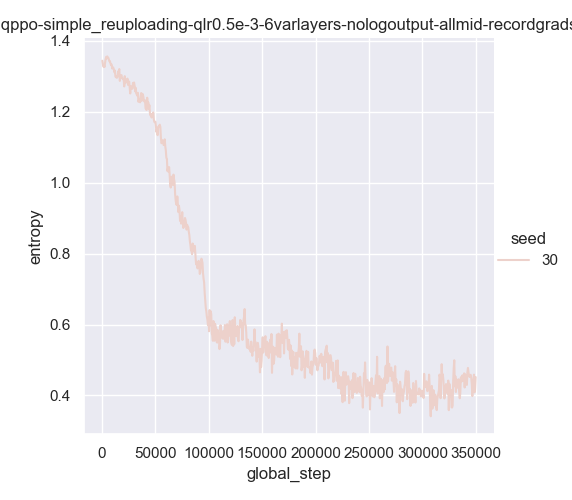 qppo-simple_reuploading-qlr0.5e-3-6varlayers-nologoutput-allmid-recordgrads
1.4
1.2
1.0
0.8
0.6
0.4
entropy
0 50000 100000 150000 200000 250000 300000 350000
global_step
seed
30